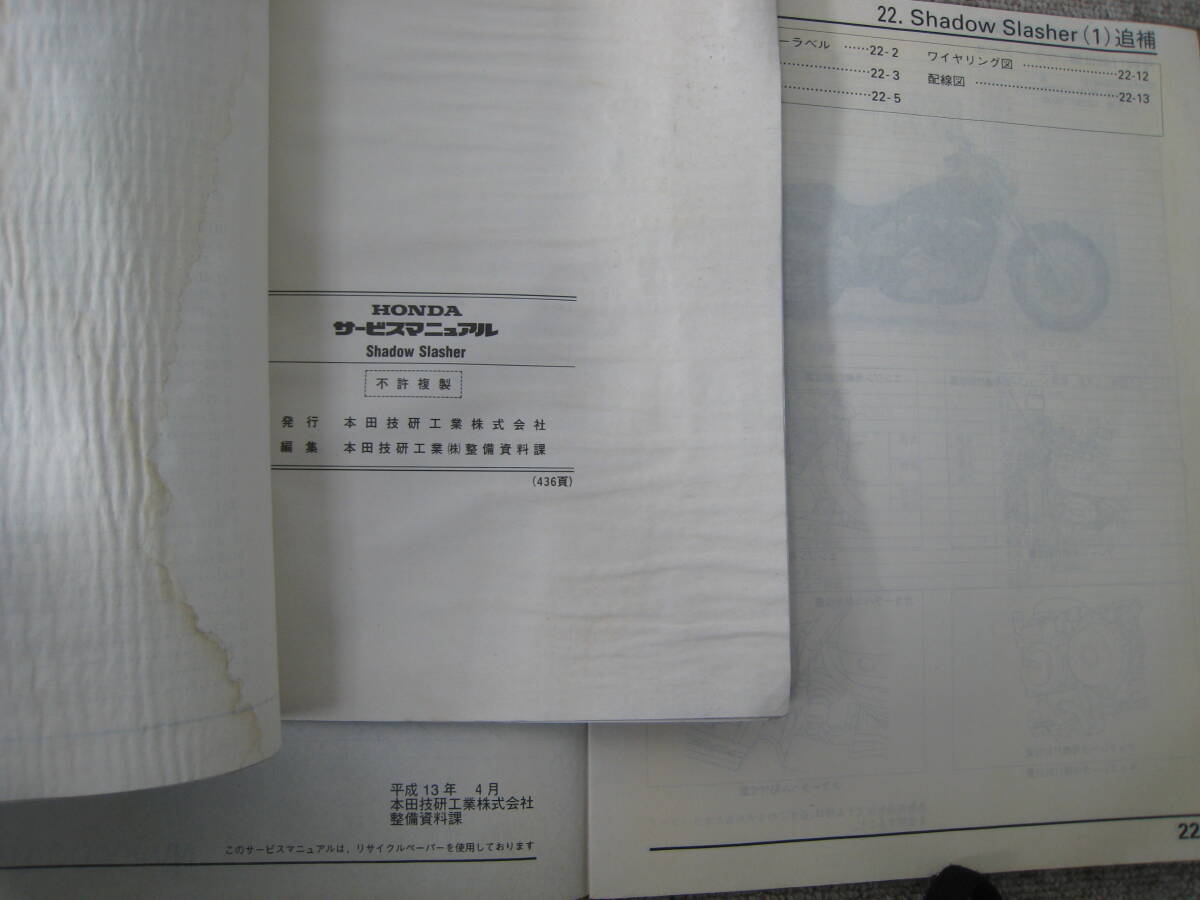 HONDA
サービスマニュアル
Shadow Slasher
不許複製
発行 本田技研工業株式会社
編集 本田技研工業㈱整備資料課
(436頁)
22. Shadow Slasher(1)追補
ーラベル ……22-2
……22-3
……22-5
ワイヤリング図 ……22-12
配線図 ……22-13
22
平成13年 4月
本田技研工業株式会社
整備資料課
このサービスマニュアルは、リサイクルペーパーを使用しております